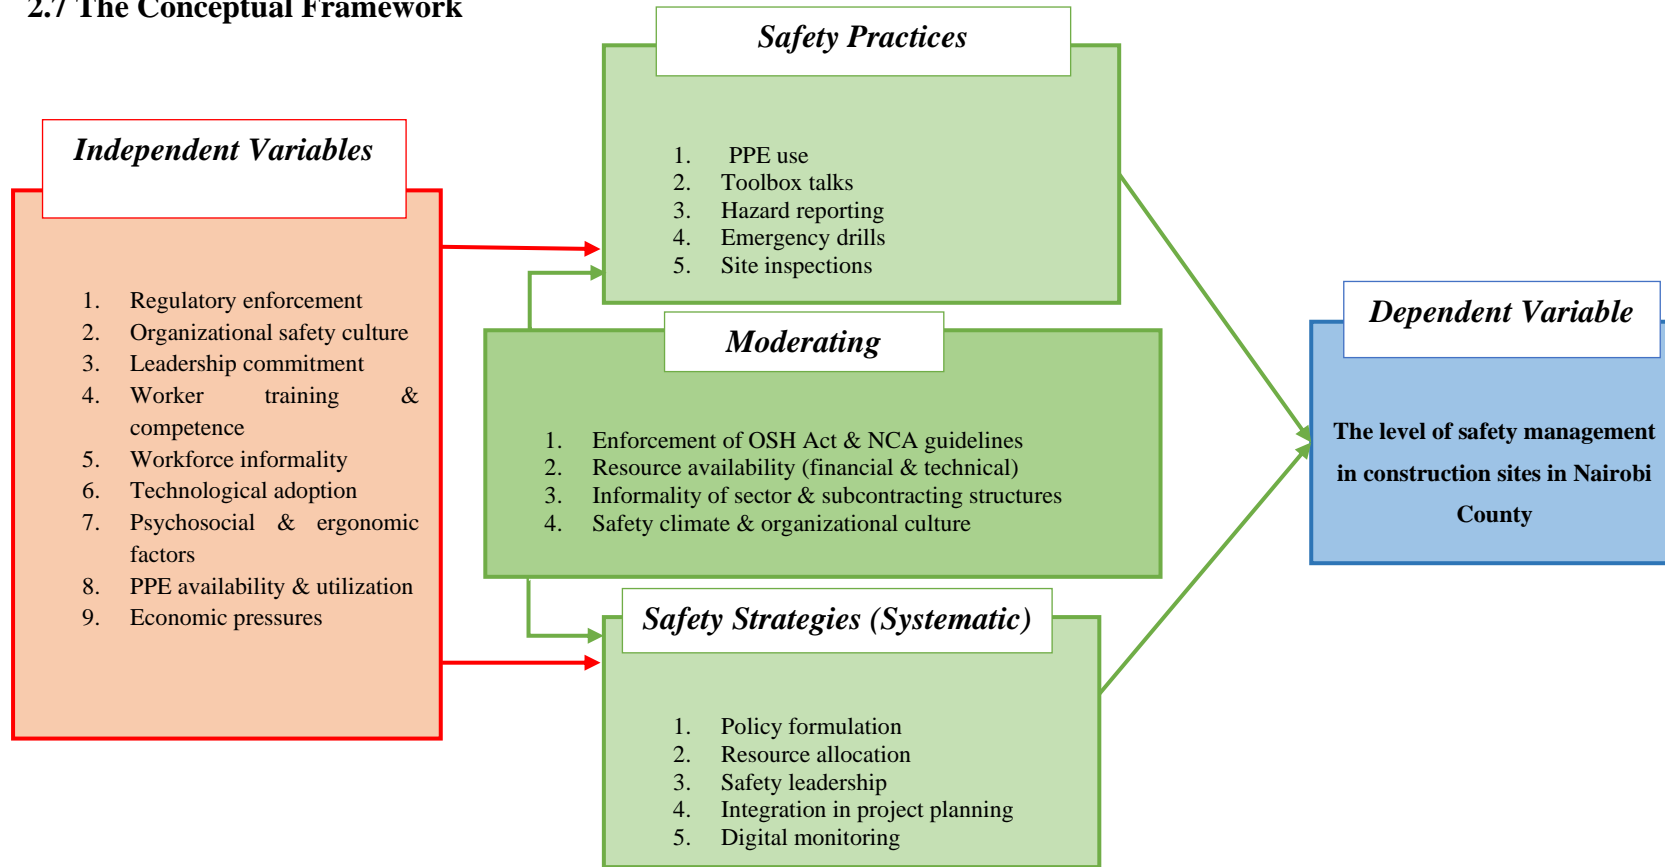 2.7 The Conceptual Framework
Safety Practices
1. PPE use
2. Toolbox talks
3. Hazard reporting
4. Emergency drills
5. Site inspections
Independent Variables
1. Regulatory enforcement
2. Organizational safety culture
3. Leadership commitment
4. Worker training &
competence
5. Workforce informality
6. Technological adoption
7. Psychosocial & ergonomic
factors
8. PPE availability & utilization
9. Economic pressures
Moderating
1. Enforcement of OSH Act & NCA guidelines
2. Resource availability (financial & technical)
3. Informality of sector & subcontracting structures
4. Safety climate & organizational culture
Safety Strategies (Systematic)
1. Policy formulation
2. Resource allocation
3. Safety leadership
4. Integration in project planning
5. Digital monitoring
Dependent Variable
The level of safety management
in construction sites in Nairobi
County